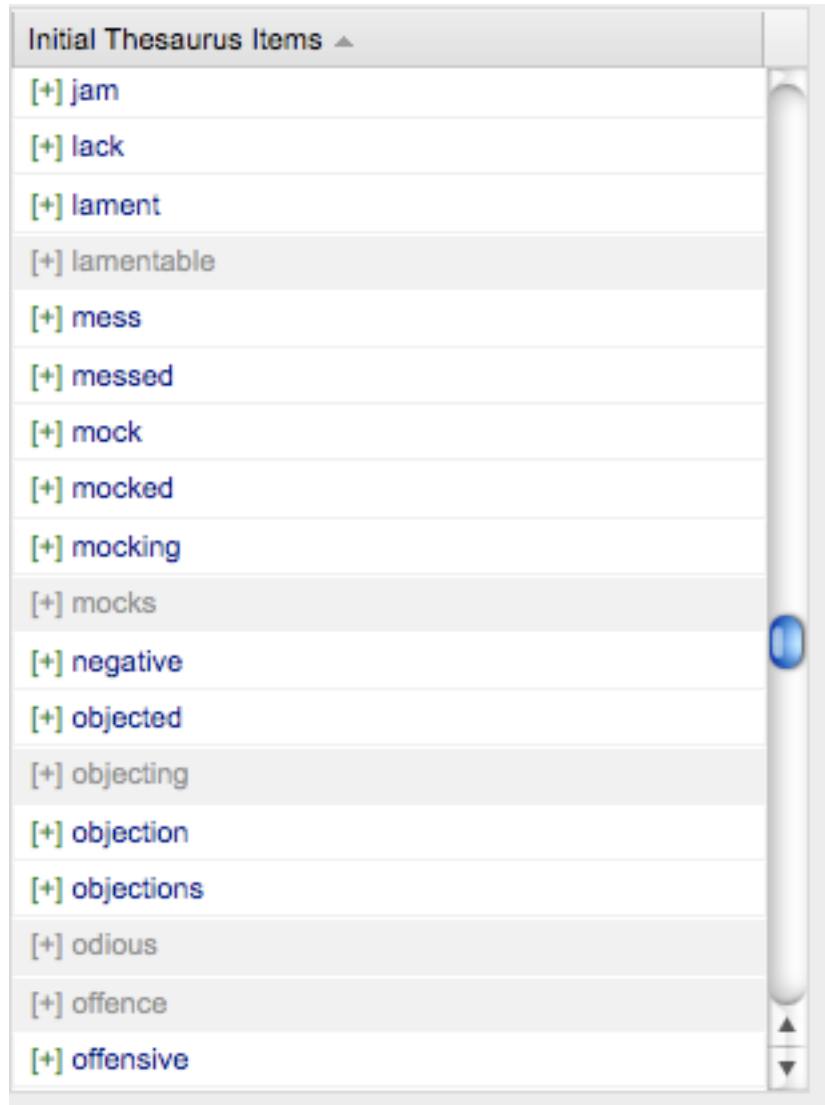 Initial Thesaurus Items
[+] jam
[+] lack
[+] lament
[+] lamentable
[+] mess
[+] messed
[+] mock
[+] mocked
[+] mocking
[+] mocks
[+] negative
[+] objected
[+] objecting
[+] objection
[+] objections
[+] odious
[+] offence
[+] offensive